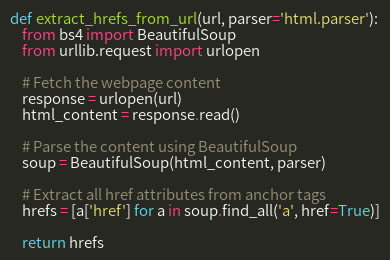 def extract_hrefs_from_url(url, parser='html.parser'):
from bs4 import BeautifulSoup
from urllib.request import urlopen
# Fetch the webpage content
response = urlopen(url)
html_content = response.read()
# Parse the content using BeautifulSoup
soup = BeautifulSoup(html_content, parser)
# Extract all href attributes from anchor tags
hrefs = [a['href'] for a in soup.find_all('a', href=True)]
return hrefs